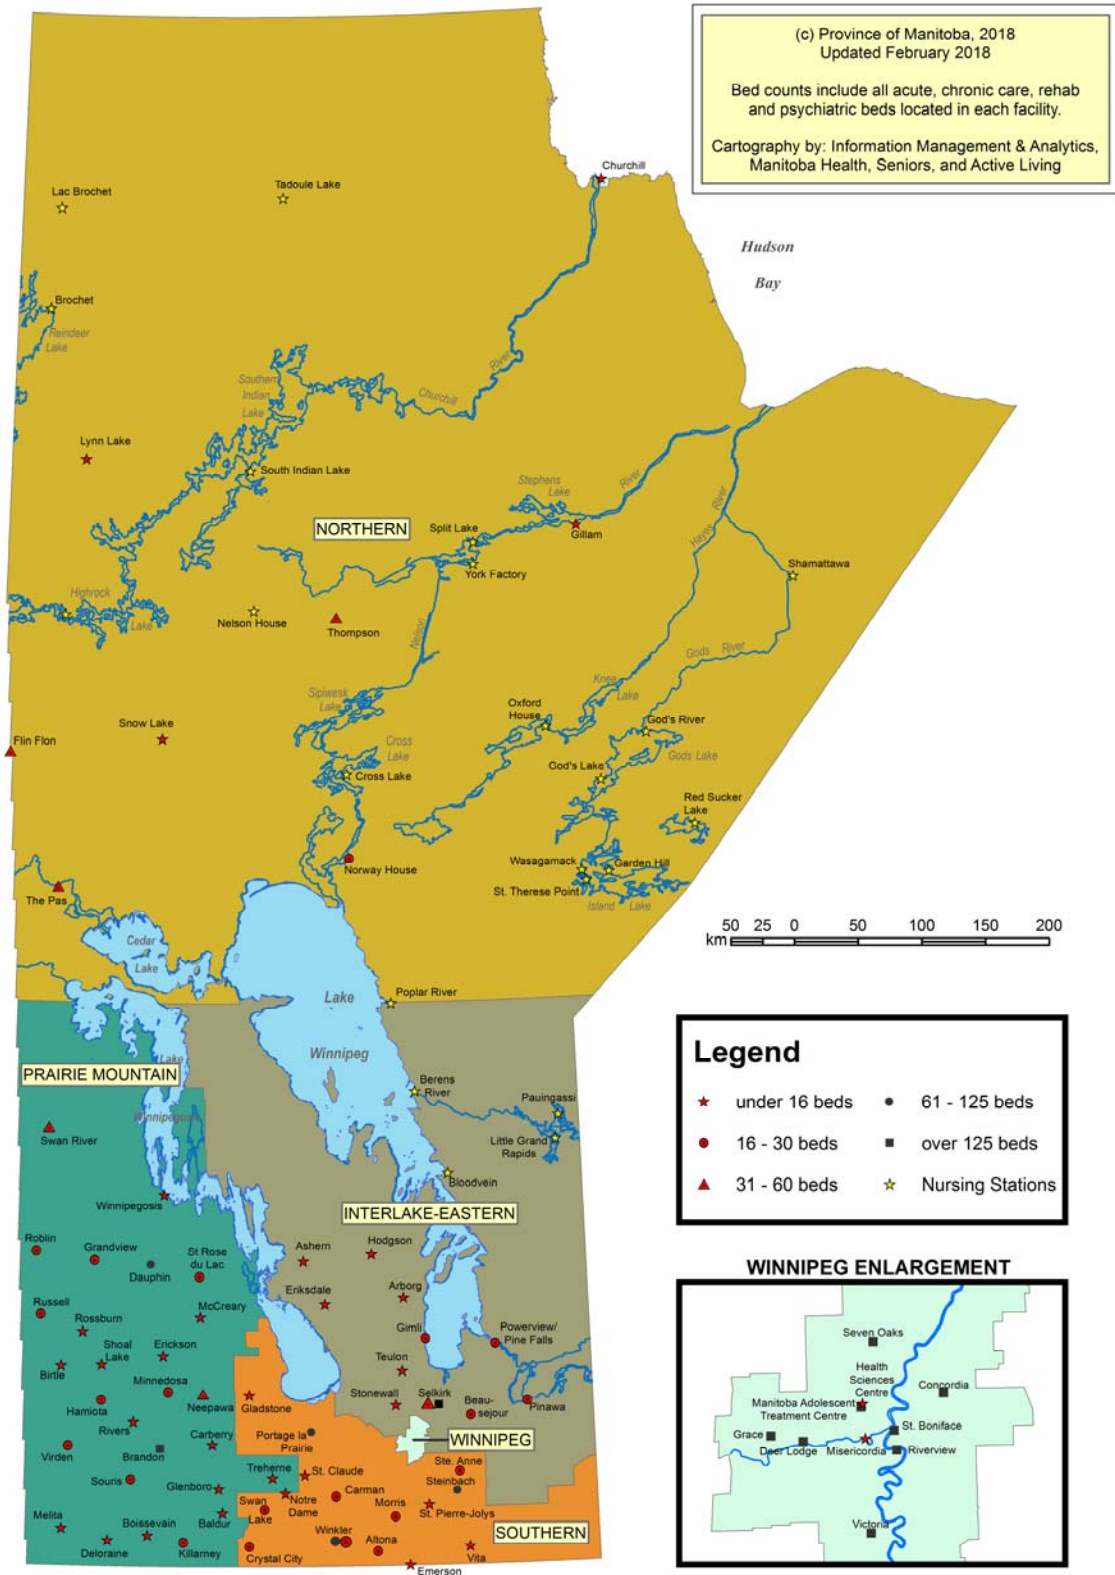 (c) Province of Manitoba, 2018
Updated February 2018
Bed counts include all acute, chronic care, rehab
and psychiatric beds located in each facility.
Cartography by: Information Management & Analytics,
Manitoba Health, Seniors, and Active Living
Churchill
Lac Brochet
Tadoule Lake
Hudson
Bay
Brochet
Reindeer
Lake
Southern
Indian
Lake
Churchill
River
Lynn Lake
South Indian Lake
Stephens
Lake
River
NORTHERN
Split Lake
Gillam
York Factory
Hayes
River
Shamattawa
Highrock
Lake
Nelson House
Thompson
Nelson
Gods River
Sipiwesk
Lake
Knee
Lake
Oxford
House
God's River
Snow Lake
Flin Flon
Cross
Lake
Cross Lake
God's Lake
Gods Lake
Red Sucker
Lake
Norway House
Wasagamack
Garden Hill
St. Therese Point
Island Lake
The Pas
Cedar
Lake
50 25 0 50 100 150 200
km
Lake
Winnipeg
Poplar River
Legend
under 16 beds
61 - 125 beds
16 - 30 beds
over 125 beds
31 - 60 beds
Nursing Stations
PRAIRIE MOUNTAIN
Lake
Winnipegosis
Berens
River
Pauingassi
Little Grand
Rapids
Swan River
Bloodvein
Winnipegosis
INTERLAKE-EASTERN
Roblin
Grandview
Dauphin
St Rose
du Lac
Ashern
Hodgson
Eriksdale
Arborg
Russell
Rossburn
McCreary
Gimli
Powerview/
Pine Falls
Shoal
Lake
Erickson
Birtle
Minnedosa
Teulon
Hamiota
Neepawa
Gladstone
Stonewall
Selkirk
Beau-
sejour
Pinawa
Rivers
Carberry
Portage la
Prairie
WINNIPEG
Virden
Brandon
Souris
Treherne
St. Claude
Ste. Anne
Steinbach
Glenboro
Notre
Dame
Carman
Morris
St. Pierre-Jolys
Swan
Lake
Melita
Boissevain
Baldur
Winkler
SOUTHERN
Deloraine
Killarney
Crystal City
Altona
Vita
Emerson
WINNIPEG ENLARGEMENT
Seven Oaks
Health
Sciences
Centre
Concordia
Manitoba Adolescent
Treatment Centre
Grace
Deer Lodge
Misericordia
St. Boniface
Riverview
Victoria